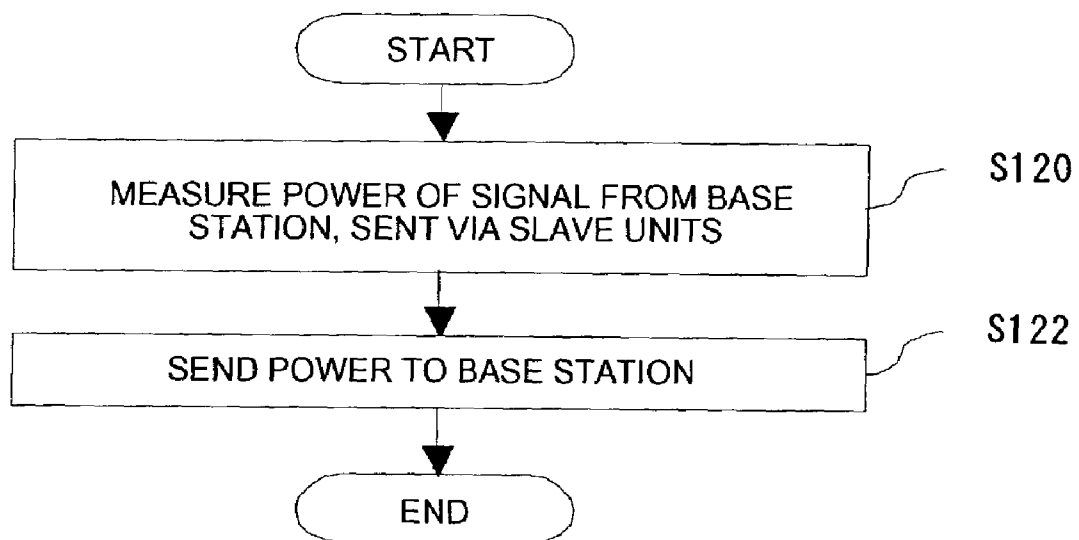 START
MEASURE POWER OF SIGNAL FROM BASE
STATION, SENT VIA SLAVE UNITS
S120
SEND POWER TO BASE STATION
S122
END